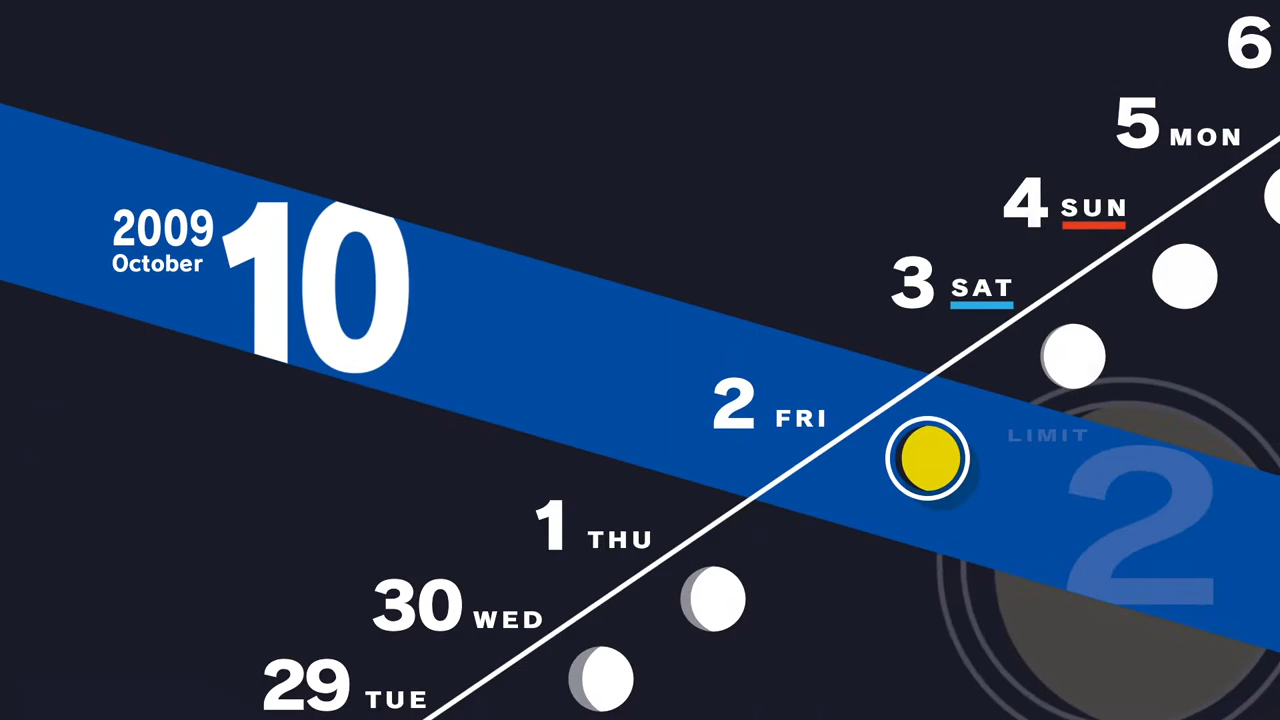 6
5 MON
4 SUN
3 SAT
2009
October
10
2 FRI
LIMIT
2
1 THU
30 WED
29 TUE